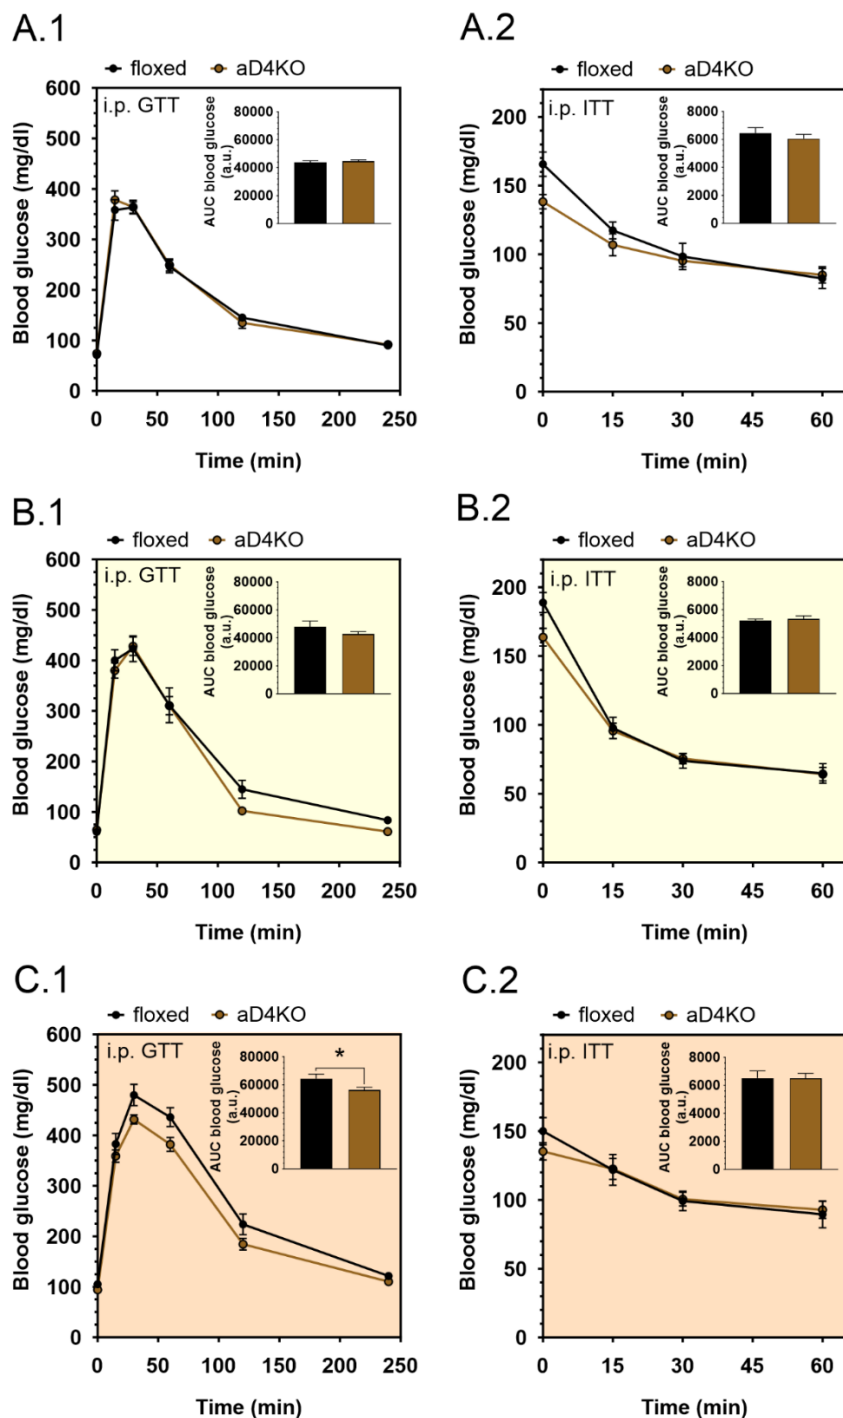 A.1
floxed aD4KO
i.p. GTT
Blood glucose (mg/dl)
600
500
400
300
200
100
0
0 50 100 150 200 250
Time (min)
AUC blood glucose
(a.u.)
80000
60000
40000
20000
0
A.2
floxed aD4KO
i.p. ITT
Blood glucose (mg/dl)
200
150
100
50
0
0 15 30 45 60
Time (min)
AUC blood glucose
(a.u.)
8000
6000
4000
2000
0
B.1
floxed aD4KO
i.p. GTT
Blood glucose (mg/dl)
600
500
400
300
200
100
0
0 50 100 150 200 250
Time (min)
AUC blood glucose
(a.u.)
80000
60000
40000
20000
0
B.2
floxed aD4KO
i.p. ITT
Blood glucose (mg/dl)
200
150
100
50
0
0 15 30 45 60
Time (min)
AUC blood glucose
(a.u.)
8000
6000
4000
2000
0
C.1
floxed aD4KO
i.p. GTT
Blood glucose (mg/dl)
600
500
400
300
200
100
0
0 50 100 150 200 250
Time (min)
AUC blood glucose
(a.u.)
80000
60000
40000
20000
0
*
C.2
floxed aD4KO
i.p. ITT
Blood glucose (mg/dl)
200
150
100
50
0
0 15 30 45 60
Time (min)
AUC blood glucose
(a.u.)
8000
6000
4000
2000
0